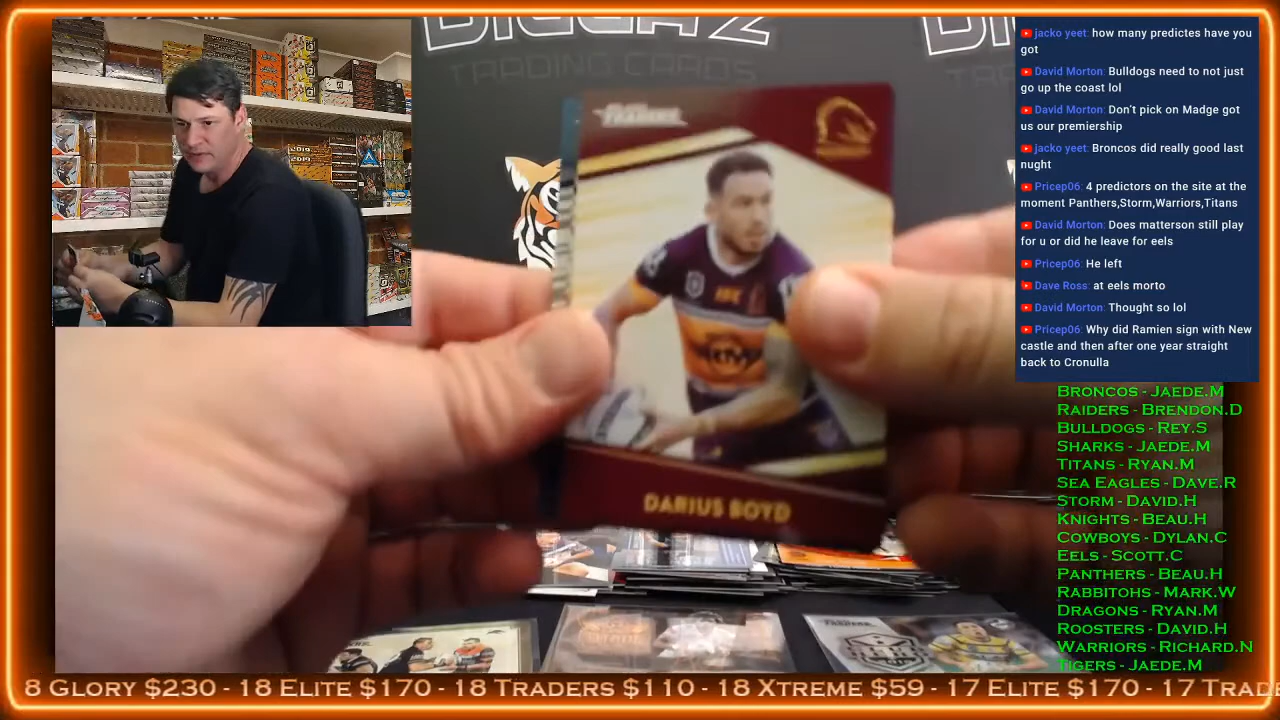 DIGGAZ
TRADING CARDS
TRADERS
DARIUS BOYD
2019
2019
jacko yeet: how many predictes have you
got
David Morton: Bulldogs need to not just
go up the coast lol
David Morton: Don't pick on Madge got
us our premiership
jacko yeet: Broncos did really good last
nught
Pricep06: 4 predictors on the site at the
moment Panthers,Storm,Warriors,Titans
David Morton: Does matterson still play
for u or did he leave for eels
Pricep06: He left
Dave Ross: at eels morto
David Morton: Thought so lol
Pricep06: Why did Ramien sign with New
castle and then after one year straight
back to Cronulla
BRONCOS - JAEDE.M
RAIDERS - BRENDON.D
BULLDOGS - REY.S
SHARKS - JAEDE.M
TITANS - RYAN.M
SEA EAGLES - DAVE.R
STORM - DAVID.H
KNIGHTS - BEAU.H
COWBOYS - DYLAN.C
EELS - SCOTT.C
PANTHERS - BEAU.H
RABBITOHS - MARK.W
DRAGONS - RYAN.M
ROOSTERS - DAVID.H
WARRIORS - RICHARD.N
TIGERS - JAEDE.M
8 GLORY $230 - 18 ELITE $170 - 18 TRADERS $110 - 18 XTREME $59 - 17 ELITE $170 - 17 TRADE